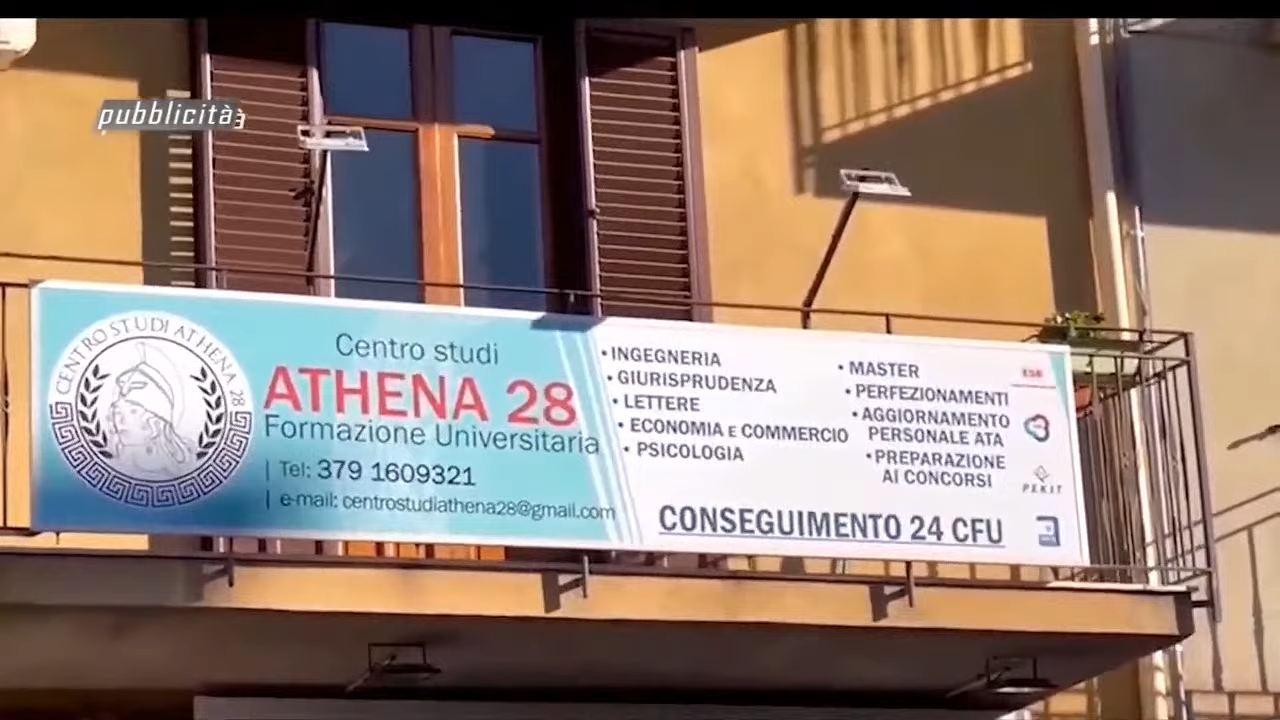 pubblicità
CENTRO STUDI ATHENA 28
Centro studi
ATHENA 28
Formazione Universitaria
| Tel: 379 1609321
| e-mail: centrostudiathena28@gmail.com
• INGEGNERIA
• GIURISPRUDENZA
• LETTERE
• ECONOMIA E COMMERCIO
• PSICOLOGIA
• MASTER
• PERFEZIONAMENTI
• AGGIORNAMENTO
PERSONALE ATA
• PREPARAZIONE
AI CONCORSI
CONSEGUIMENTO 24 CFU
PEKIT